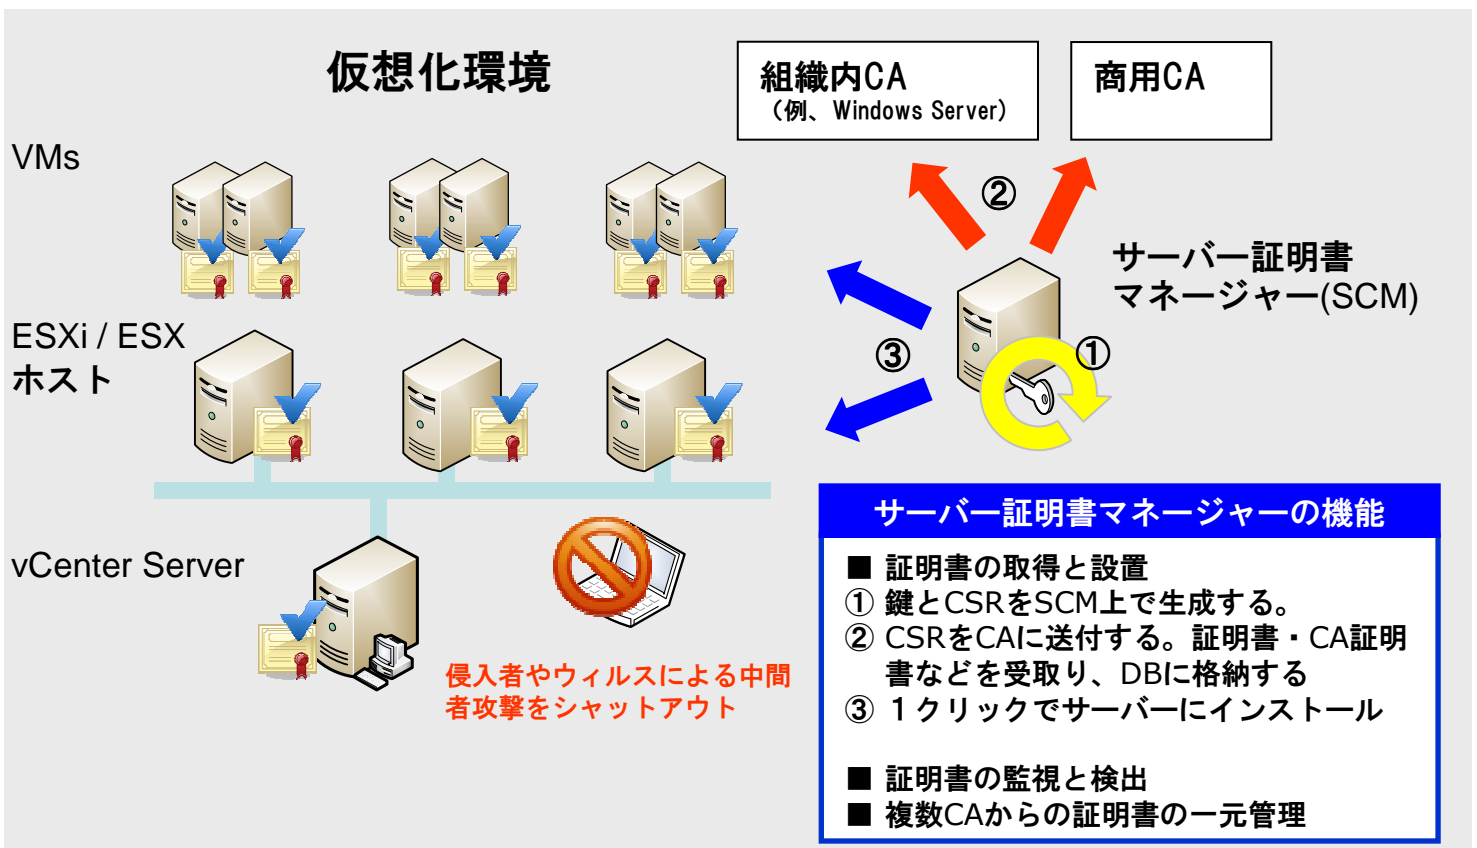 仮想化環境
組織内CA
（例、Windows Server）
商用CA
VMs
②
サーバー証明書
マネージャー(SCM)
ESXi / ESX
ホスト
③
①
vCenter Server
侵入者やウィルスによる中間
者攻撃をシャットアウト
サーバー証明書マネージャーの機能
■ 証明書の取得と設置
① 鍵とCSRをSCM上で生成する。
② CSRをCAに送付する。証明書・CA証明
書などを受取り、DBに格納する
③ １クリックでサーバーにインストール
■ 証明書の監視と検出
■ 複数CAからの証明書の一元管理